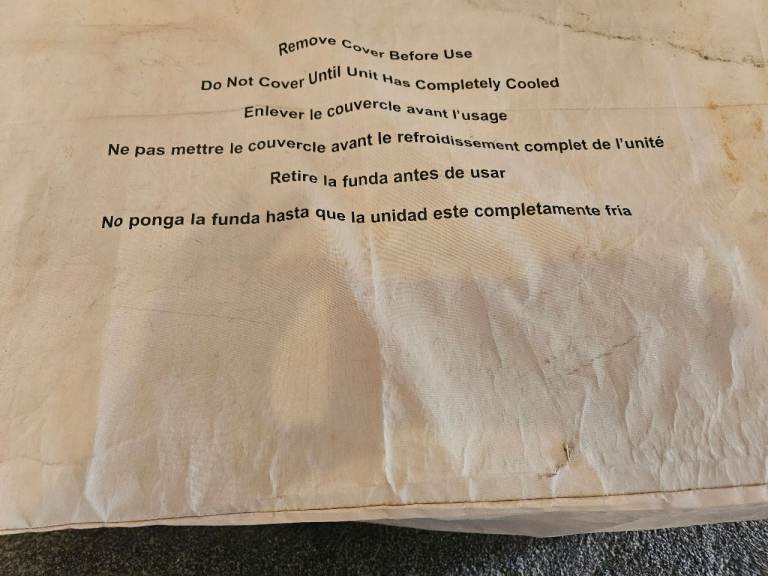 Remove Cover Before Use
Do Not Cover Until Unit Has Completely Cooled
Enlever le couvercle avant l'usage
Ne pas mettre le couvercle avant le refroidissement complet de l'unité
Retire la funda antes de usar
No ponga la funda hasta que la unidad este completamente fria